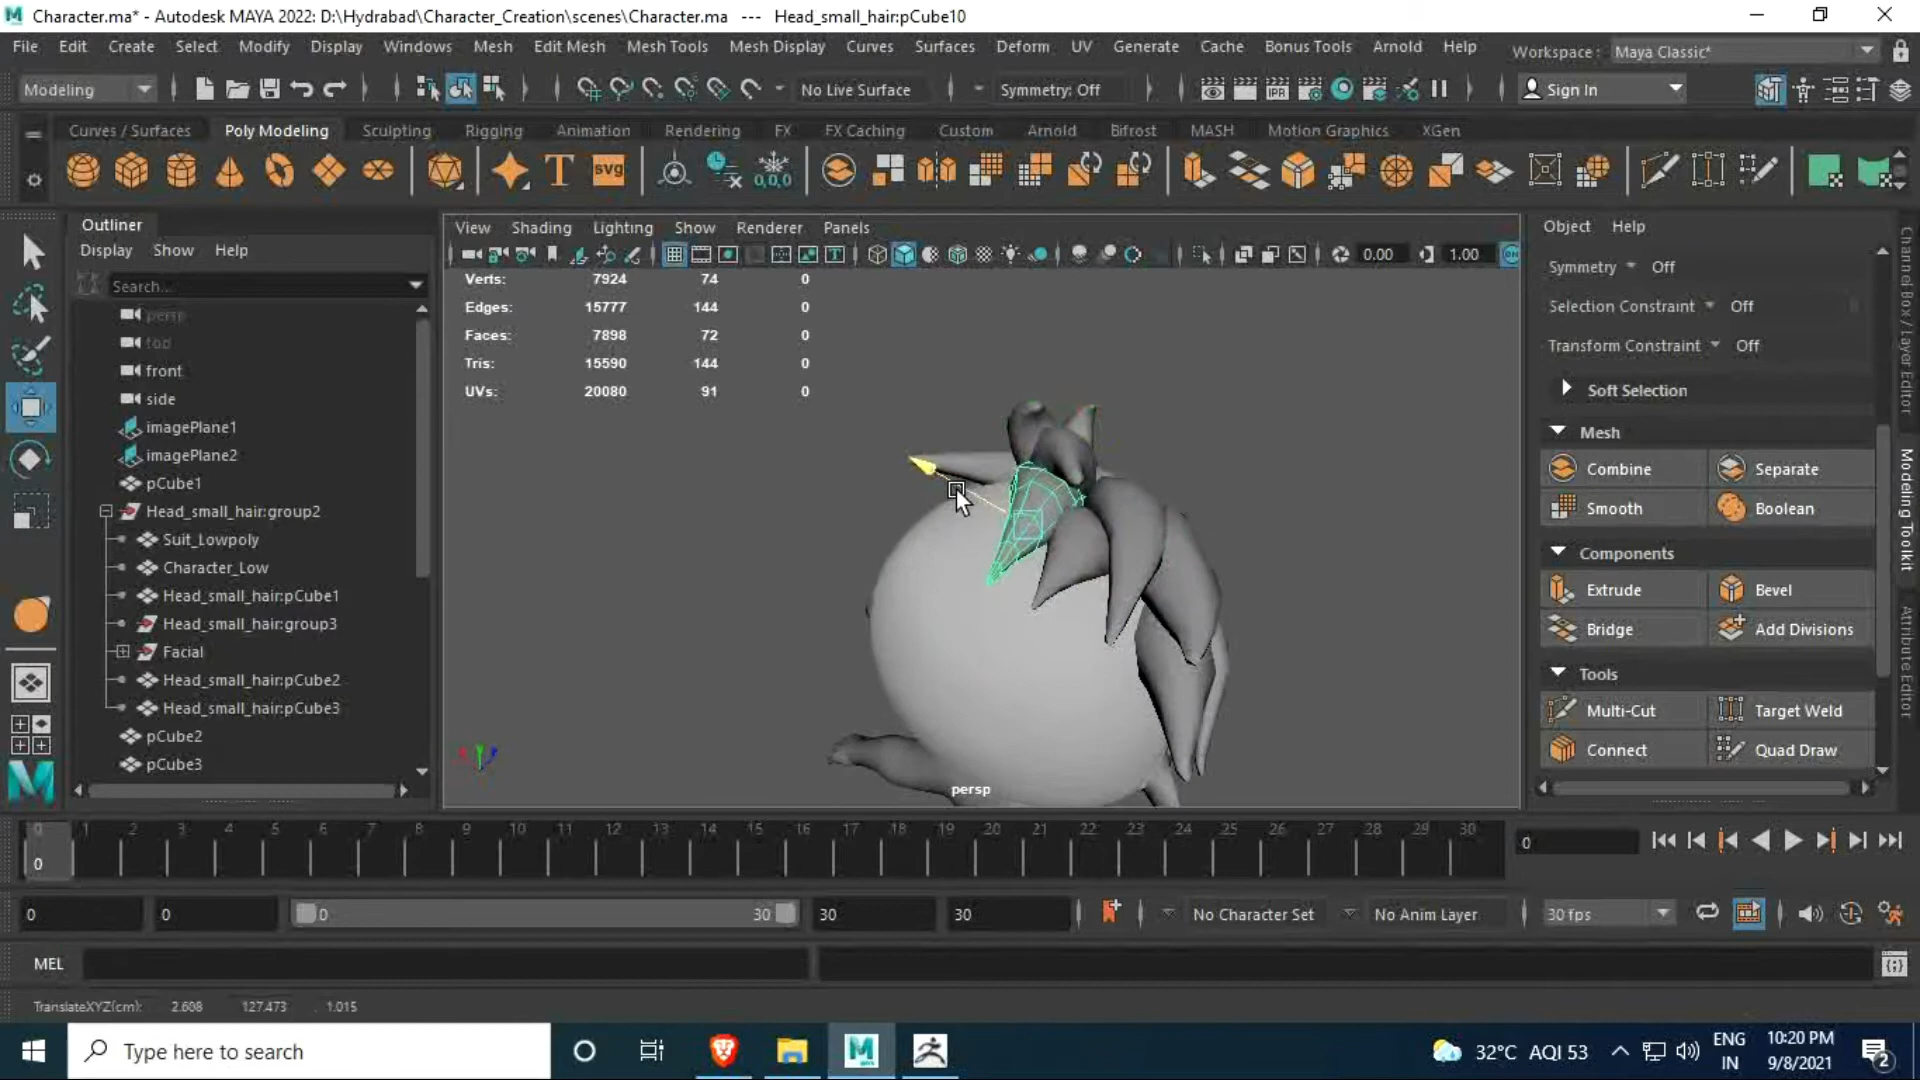 Character.ma* - Autodesk MAYA 2022: D:\Hydrabad\Character_Creation\scenes\Character.ma --- Head_small_hair:pCube10
File Edit Create Select Modify Display Windows Mesh Edit Mesh Mesh Tools Mesh Display Curves Surfaces Deform UV Generate Cache Bonus Tools Arnold Help Workspace : Maya Classic*
Modeling No Live Surface Symmetry: Off IPR Sign In
Curves / Surfaces Poly Modeling Sculpting Rigging Animation Rendering FX FX Caching Custom Arnold Bifrost MASH Motion Graphics XGen
T SVG 0,0,0
Outliner
Display Show Help
Search...
persp
top
front
side
imagePlane1
imagePlane2
pCube1
Head_small_hair:group2
Suit_Lowpoly
Character_Low
Head_small_hair:pCube1
Head_small_hair:group3
Facial
Head_small_hair:pCube2
Head_small_hair:pCube3
pCube2
pCube3
View Shading Lighting Show Renderer Panels
0.00 1.00
Verts: 7924 74 0
Edges: 15777 144 0
Faces: 7898 72 0
Tris: 15590 144 0
UVs: 20080 91 0
persp
Object Help
Symmetry Off
Selection Constraint Off
Transform Constraint Off
Soft Selection
Mesh
Combine Separate
Smooth Boolean
Components
Extrude Bevel
Bridge Add Divisions
Tools
Multi-Cut Target Weld
Connect Quad Draw
Channel Box / Layer Editor
Modeling Toolkit
Attribute Editor
0 1 2 3 4 5 6 7 8 9 10 11 12 13 14 15 16 17 18 19 20 21 22 23 24 25 26 27 28 29 30
0 0
0 0 0 30 30 30 No Character Set No Anim Layer 30 fps
MEL
TranslateXYZ(cm): 2.608 127.473 1.015
Type here to search
32°C AQI 53 ENG IN 10:20 PM 9/8/2021 2